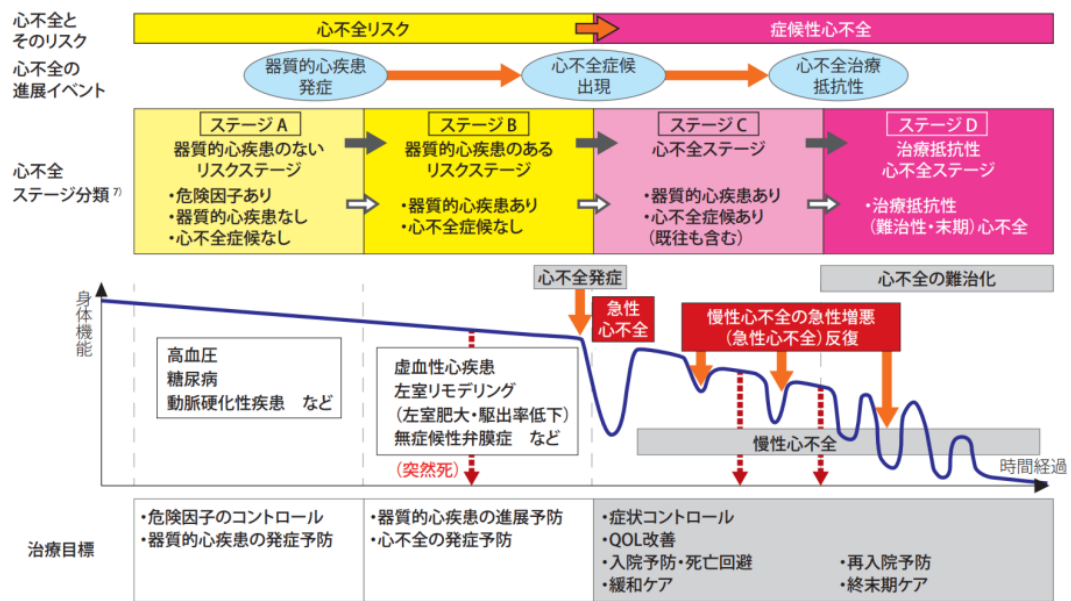 心不全と
そのリスク
心不全リスク
症候性心不全
心不全の
進展イベント
器質的心疾患
発症
心不全症候
出現
心不全治療
抵抗性
心不全
ステージ分類 7)
ステージA
器質的心疾患のない
リスクステージ
・危険因子あり
・器質的心疾患なし
・心不全症候なし
ステージB
器質的心疾患のある
リスクステージ
・器質的心疾患あり
・心不全症候なし
ステージC
心不全ステージ
・器質的心疾患あり
・心不全症候あり
(既往も含む)
ステージD
治療抵抗性
心不全ステージ
・治療抵抗性
(難治性・末期)心不全
身体機能
心不全発症
心不全の難治化
急性
心不全
慢性心不全の急性増悪
(急性心不全)反復
高血圧
糖尿病
動脈硬化性疾患 など
虚血性心疾患
左室リモデリング
(左室肥大・駆出率低下)
無症候性弁膜症 など
(突然死)
慢性心不全
時間経過
治療目標
・危険因子のコントロール
・器質的心疾患の発症予防
・器質的心疾患の進展予防
・心不全の発症予防
・症状コントロール
・QOL改善
・入院予防・死亡回避
・緩和ケア
・再入院予防
・終末期ケア